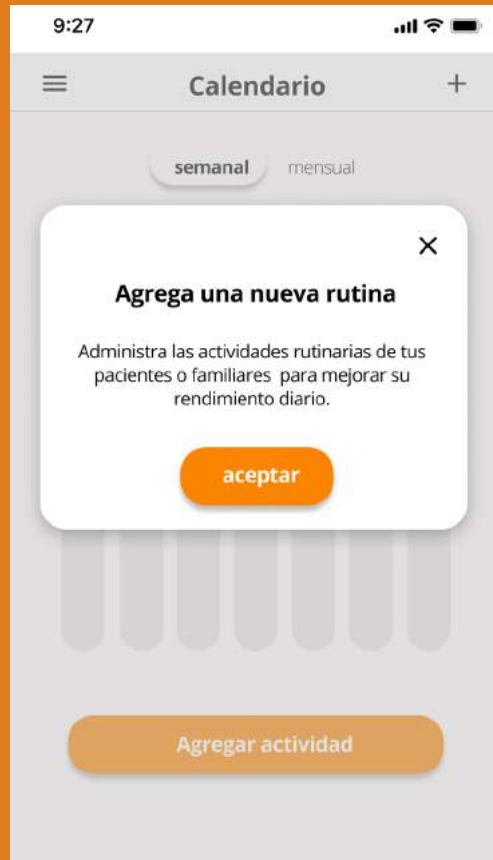 9:27
Calendario +
semanal mensual
Agrega una nueva rutina
Administra las actividades rutinarias de tus
pacientes o familiares para mejorar su
rendimiento diario.
aceptar
Agregar actividad